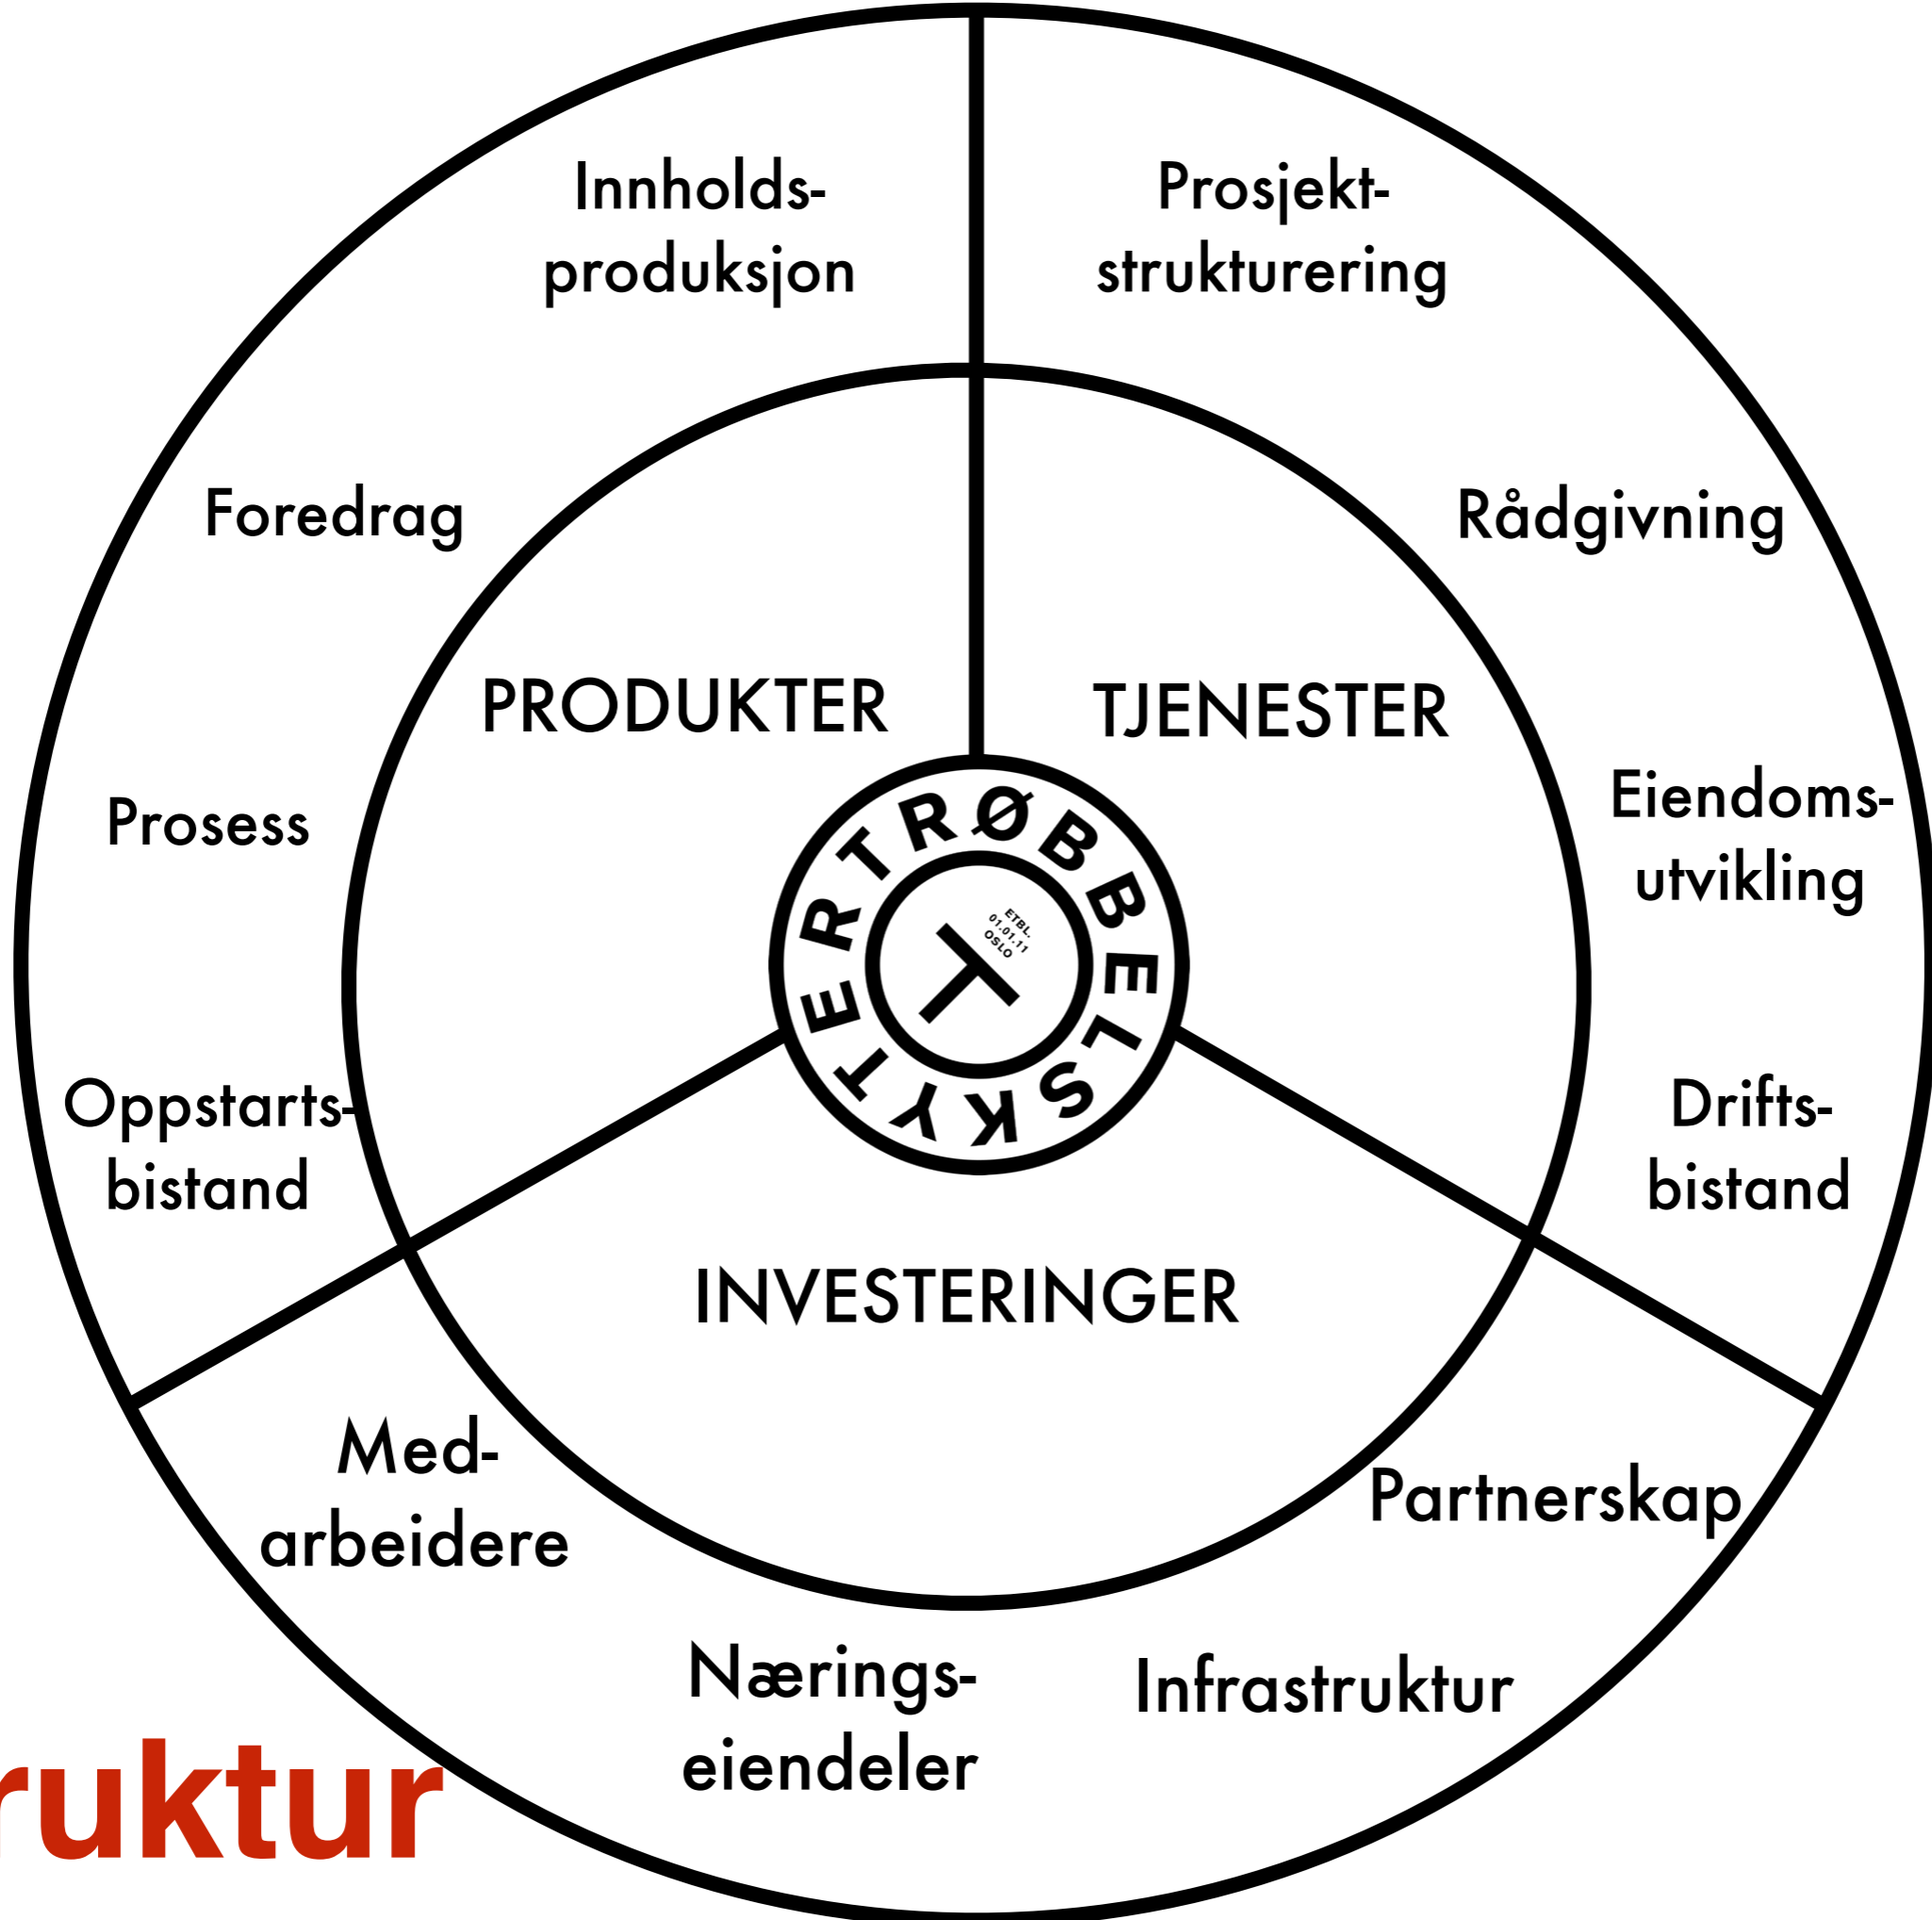 Innholds-
produksjon
Prosjekt-
strukturering
Foredrag
Rådgivning
PRODUKTER
TJENESTER
Prosess
Eiendoms-
utvikling
TRØBBELSKYTTER
ETBL.
01.01.11
OSLO
T
Oppstarts-
bistand
Drifts-
bistand
INVESTERINGER
Med-
arbeidere
Partnerskap
Nærings-
eiendeler
Infrastruktur
ruktur